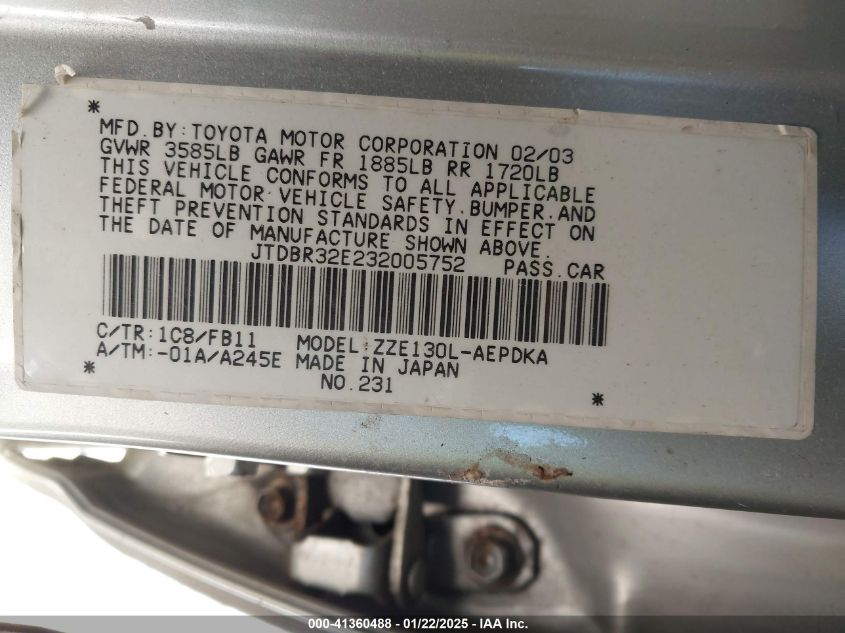 *
MFD.BY:TOYOTA MOTOR CORPORATION 02/03
GVWR 3585LB GAWR FR 1885LB RR 1720LB
THIS VEHICLE CONFORMS TO ALL APPLICABLE
FEDERAL MOTOR VEHICLE SAFETY,BUMPER,AND
THEFT PREVENTION STANDARDS IN EFFECT ON
THE DATE OF MANUFACTURE SHOWN ABOVE.
JTDBR32E232005752 PASS.CAR
C/TR:1C8/FB11 MODEL:ZZE130L-AEPDKA
A/TM:-01A/A245E MADE IN JAPAN
* NO.231 *
000-41360488 - 01/22/2025 - IAA Inc.